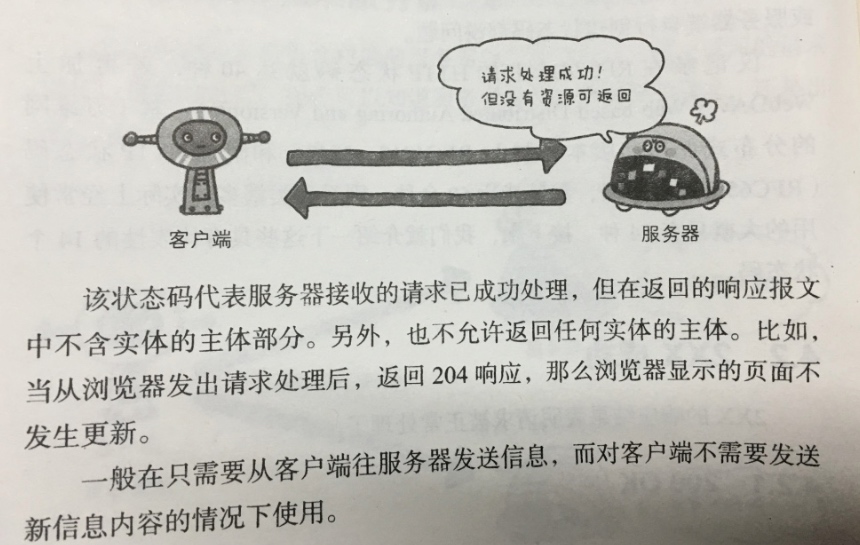 请求处理成功！
但没有资源可返回
客户端
服务器
该状态码代表服务器接收的请求已成功处理，但在返回的响应报文
中不含实体的主体部分。另外，也不允许返回任何实体的主体。比如，
当从浏览器发出请求处理后，返回 204 响应，那么浏览器显示的页面不
发生更新。
一般在只需要从客户端往服务器发送信息，而对客户端不需要发送
新信息内容的情况下使用。